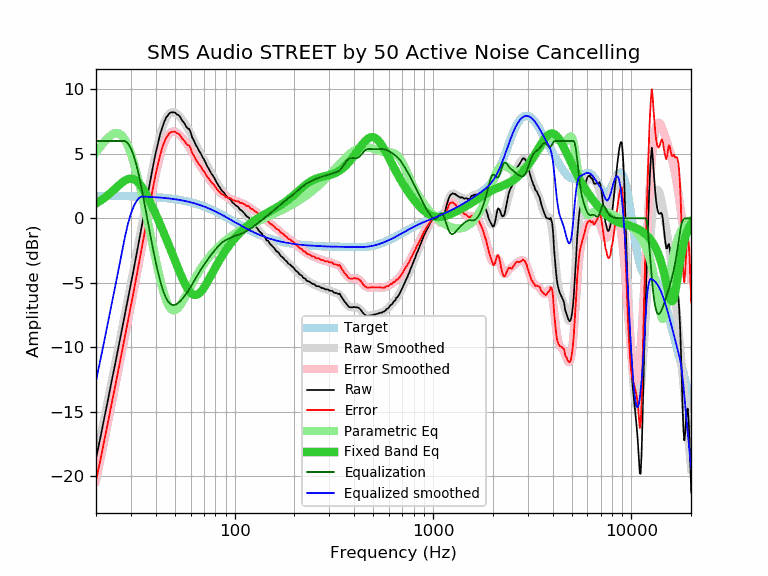 SMS Audio STREET by 50 Active Noise Cancelling
10
5
0
−5
−10
−15
−20
Amplitude (dBr)
Target
Raw Smoothed
Error Smoothed
Raw
Error
Parametric Eq
Fixed Band Eq
Equalization
Equalized smoothed
100 1000 10000
Frequency (Hz)